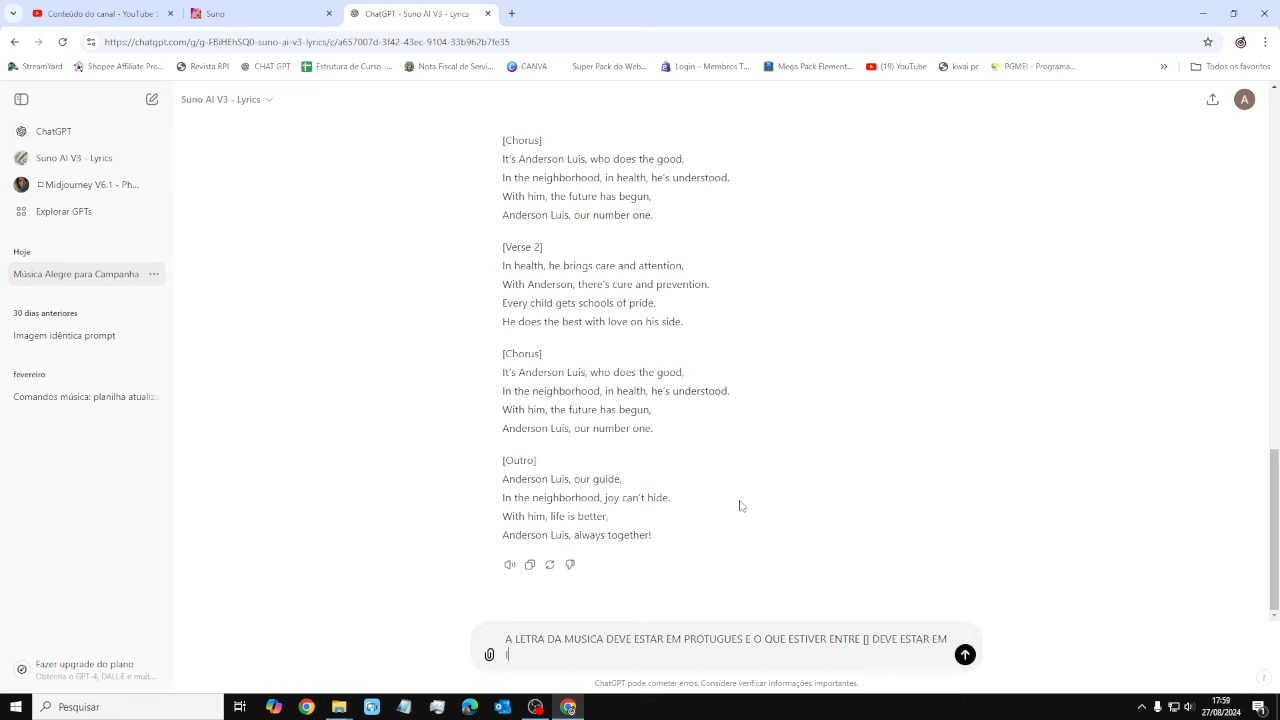 Conteúdo do canal - YouTube S
Suno
ChatGPT - Suno AI V3 - Lyrics
https://chatgpt.com/g/g-FBiHEhSQ0-suno-ai-v3-lyrics/c/a657007d-3f42-43ec-9104-33b962b7fe35
StreamYard
Shopee Affiliate Pro...
Revista RPI
CHAT GPT
Estrutura de Curso -...
Nota Fiscal de Servi...
CANVA
Super Pack do Web...
Login – Membros T...
Mega Pack Element...
(19) YouTube
kwai pc
PGMEI - Programa...
»
Todos os favoritos
Suno AI V3 - Lyrics
A
ChatGPT
Suno AI V3 - Lyrics
Midjourney V6.1 - Ph...
Explorar GPTs
Hoje
Música Alegre para Campanha
30 dias anteriores
Imagem idêntica prompt
fevereiro
Comandos música: planilha atualiza
[Chorus]
It's Anderson Luis, who does the good,
In the neighborhood, in health, he's understood.
With him, the future has begun,
Anderson Luis, our number one.
[Verse 2]
In health, he brings care and attention,
With Anderson, there's cure and prevention.
Every child gets schools of pride,
He does the best with love on his side.
[Chorus]
It's Anderson Luis, who does the good,
In the neighborhood, in health, he's understood.
With him, the future has begun,
Anderson Luis, our number one.
[Outro]
Anderson Luis, our guide,
In the neighborhood, joy can't hide.
With him, life is better,
Anderson Luis, always together!
A LETRA DA MUSICA DEVE ESTAR EM PROTUGUES E O QUE ESTIVER ENTRE [] DEVE ESTAR EM
I
ChatGPT pode cometer erros. Considere verificar informações importantes.
?
Fazer upgrade do plano
Obtenha o GPT-4, DALL·E e muit...
Pesquisar
17:59
27/08/2024